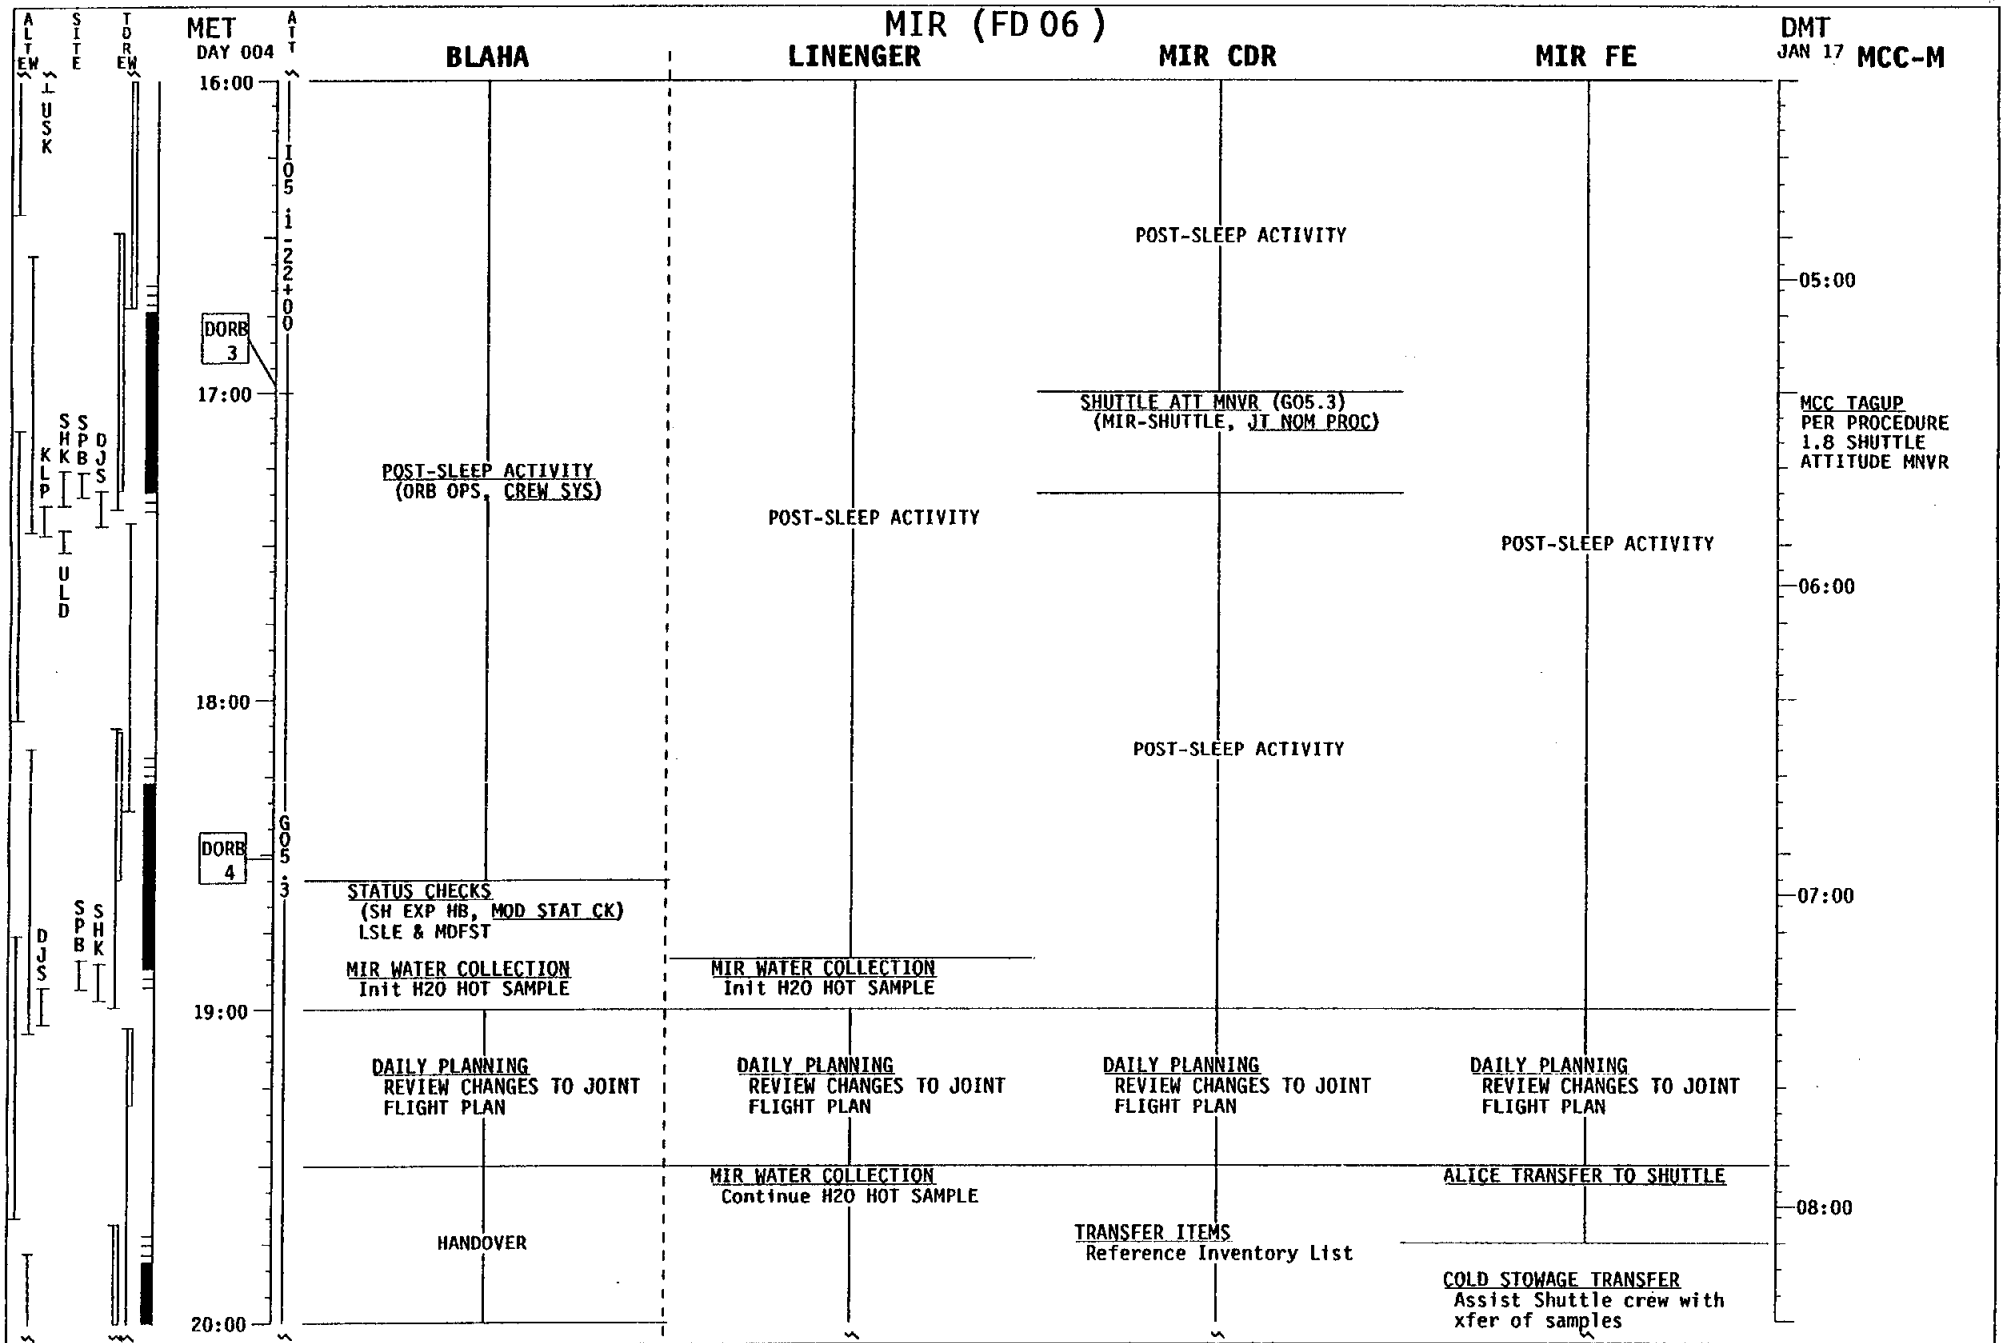 MIR (FD 06 )
ALT
EW
SITE
TDR
EW
MET
DAY 004
ATT
BLAHA
LINENGER
MIR CDR
MIR FE
DMT
JAN 17
MCC-M
16:00
USK
I05.i-22+00
POST-SLEEP ACTIVITY
05:00
DORB
3
17:00
SHUTTLE ATT MNVR (G05.3)
(MIR-SHUTTLE, JT NOM PROC)
MCC TAGUP
PER PROCEDURE
1.8 SHUTTLE
ATTITUDE MNVR
KLP
SHK
SPB
DJS
POST-SLEEP ACTIVITY
(ORB OPS, CREW SYS)
POST-SLEEP ACTIVITY
POST-SLEEP ACTIVITY
ULD
06:00
18:00
POST-SLEEP ACTIVITY
G05.3
DORB
4
STATUS CHECKS
(SH EXP HB, MOD STAT CK)
LSLE & MDFST
07:00
DJS
SPB
SHK
MIR WATER COLLECTION
Init H2O HOT SAMPLE
MIR WATER COLLECTION
Init H2O HOT SAMPLE
19:00
DAILY PLANNING
REVIEW CHANGES TO JOINT
FLIGHT PLAN
DAILY PLANNING
REVIEW CHANGES TO JOINT
FLIGHT PLAN
DAILY PLANNING
REVIEW CHANGES TO JOINT
FLIGHT PLAN
DAILY PLANNING
REVIEW CHANGES TO JOINT
FLIGHT PLAN
MIR WATER COLLECTION
Continue H2O HOT SAMPLE
ALICE TRANSFER TO SHUTTLE
08:00
HANDOVER
TRANSFER ITEMS
Reference Inventory List
COLD STOWAGE TRANSFER
Assist Shuttle crew with
xfer of samples
20:00